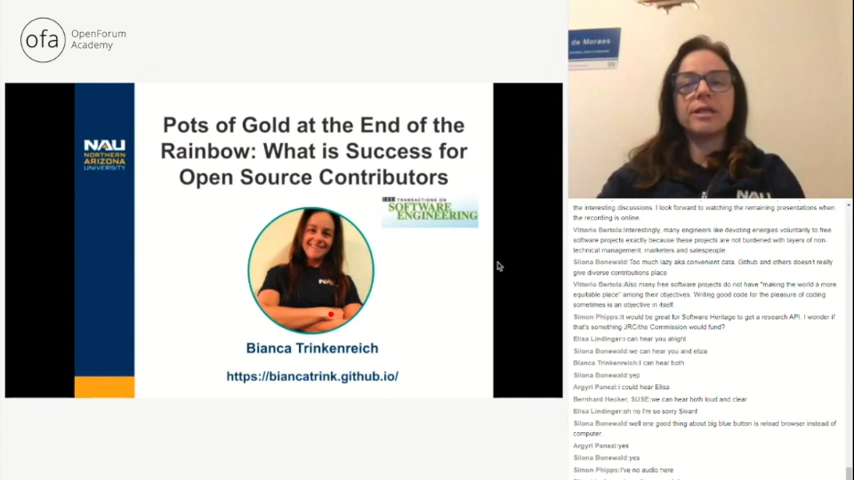 ofa
OpenForum
Academy
NAU
NORTHERN
ARIZONA
UNIVERSITY
Pots of Gold at the End of the
Rainbow: What is Success for
Open Source Contributors
IEEE TRANSACTIONS ON
SOFTWARE
ENGINEERING
NAU
Bianca Trinkenreich
https://biancatrink.github.io/
de Moraes
NAU
the interesting discussions. I look forward to watching the remaining presentations when
the recording is online.
Vittorio Bertola:Interestingly, many engineers like devoting energies voluntarily to free
software projects exactly because these projects are not burdened with layers of non-
technical management, marketers and salespeople.
Silona Bonewald:Too much lazy aka convenient data. Github and others doesn't really
give diverse contributions place
Vittorio Bertola:Also many free software projects do not have "making the world a more
equitable place" among their objectives. Writing good code for the pleasure of coding
sometimes is an objective in itself
Simon Phipps:It would be great for Software Heritage to get a research API. I wonder if
that's something JRC/the Commission would fund?
Elisa Lindinger:i can hear you alright
Silona Bonewald:we can hear you and eliza
Bianca Trinkenreich:I can hear both
Silona Bonewald:yep
Argyri Panezi:I could hear Elisa
Bernhard Hecker, SUSE:we can hear both loud and clear
Elisa Lindinger:oh no I'm so sorry Sivan!
Silona Bonewald:well one good thing about big blue button is reload browser instead of
computer.
Argyri Panezi:yes
Silona Bonewald:yes
Simon Phipps:I've no audio here